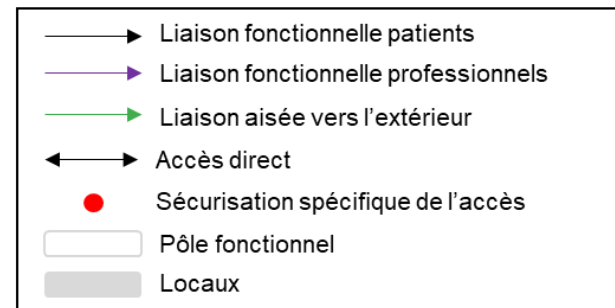 Liaison fonctionnelle patients
Liaison fonctionnelle professionnels
Liaison aisée vers l'extérieur
Accès direct
Sécurisation spécifique de l'accès
Pôle fonctionnel
Locaux